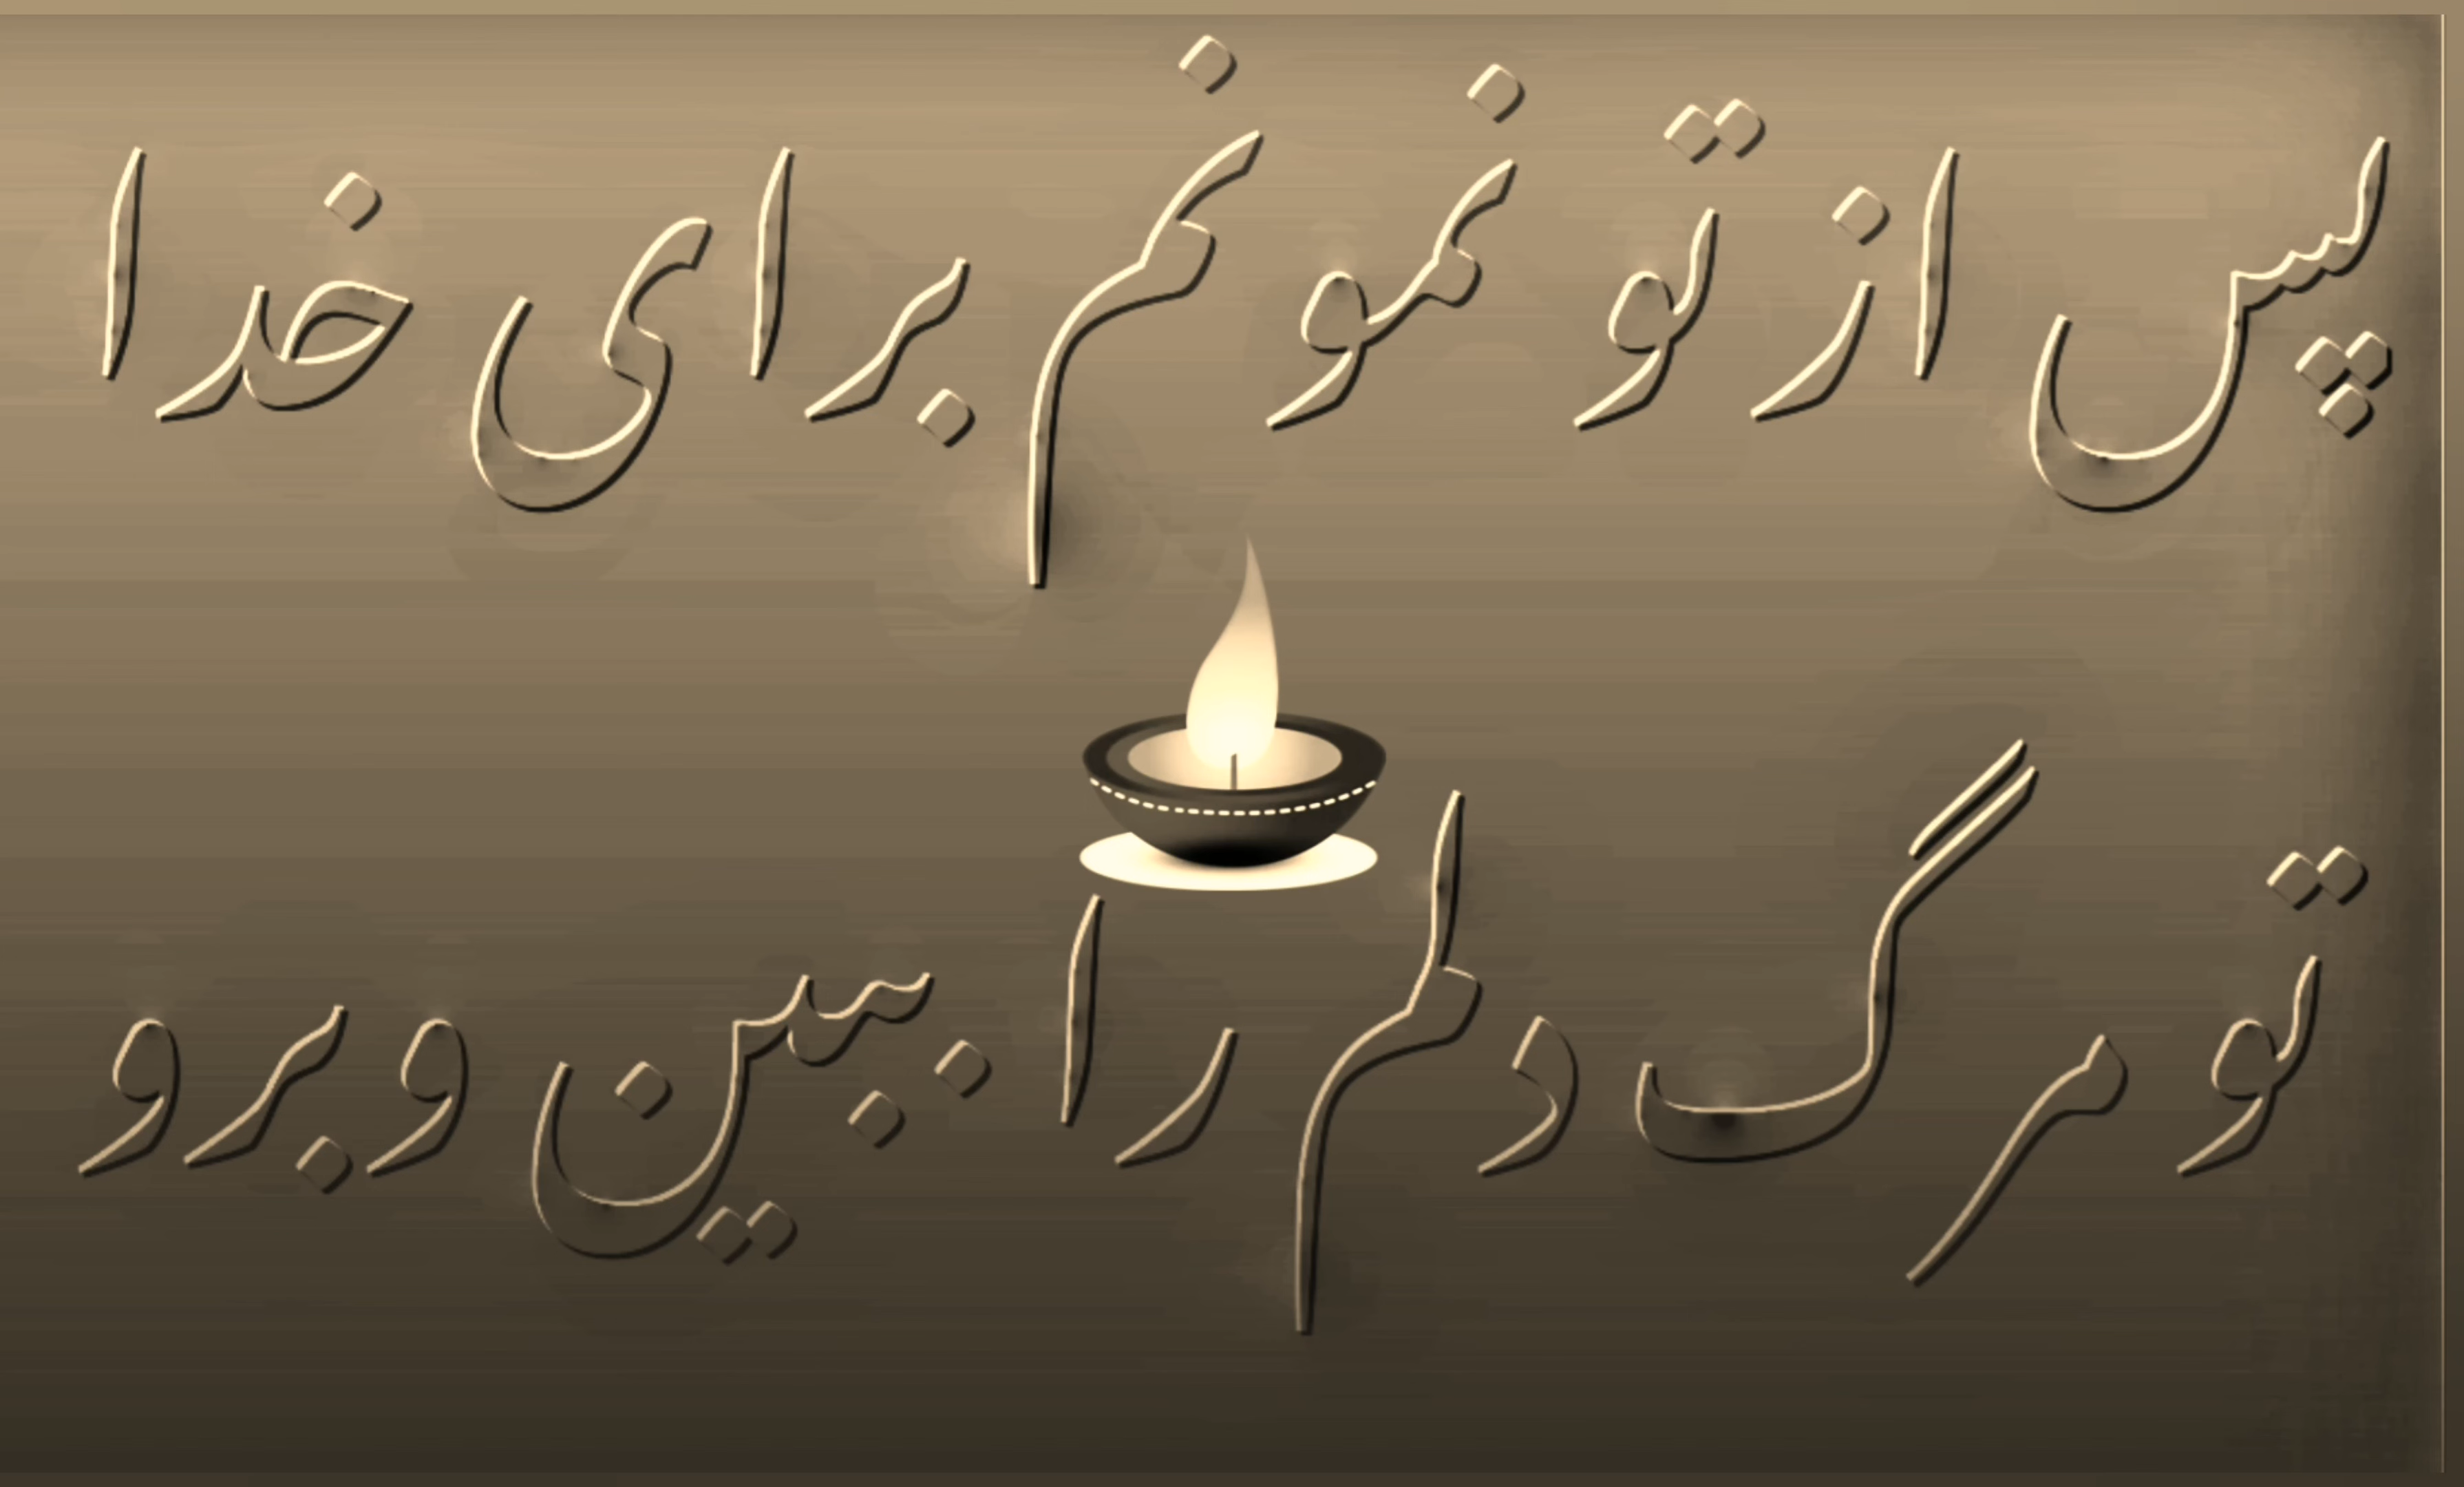 پس از تو نمونم برای خدا
تو مرگ دلم را ببین و برو